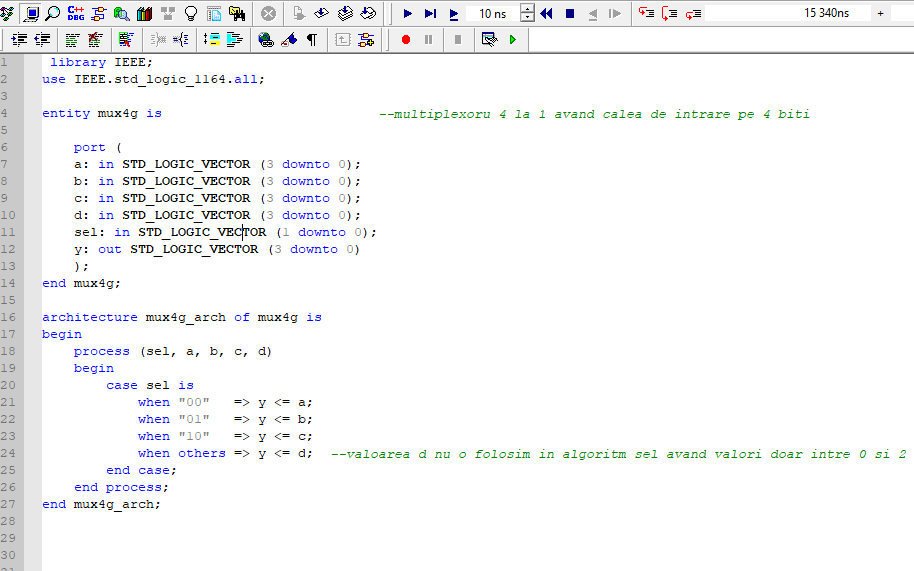 C++
DBG
10 ns
15 340ns
+
1 library IEEE;
2 use IEEE.std_logic_1164.all;
3
4 entity mux4g is --multiplexoru 4 la 1 avand calea de intrare pe 4 biti
5
6 port (
7 a: in STD_LOGIC_VECTOR (3 downto 0);
8 b: in STD_LOGIC_VECTOR (3 downto 0);
9 c: in STD_LOGIC_VECTOR (3 downto 0);
10 d: in STD_LOGIC_VECTOR (3 downto 0);
11 sel: in STD_LOGIC_VECTOR (1 downto 0);
12 y: out STD_LOGIC_VECTOR (3 downto 0)
13 );
14 end mux4g;
15
16 architecture mux4g_arch of mux4g is
17 begin
18 process (sel, a, b, c, d)
19 begin
20 case sel is
21 when "00" => y <= a;
22 when "01" => y <= b;
23 when "10" => y <= c;
24 when others => y <= d; --valoarea d nu o folosim in algoritm sel avand valori doar intre 0 si 2
25 end case;
26 end process;
27 end mux4g_arch;
28
29
30
31